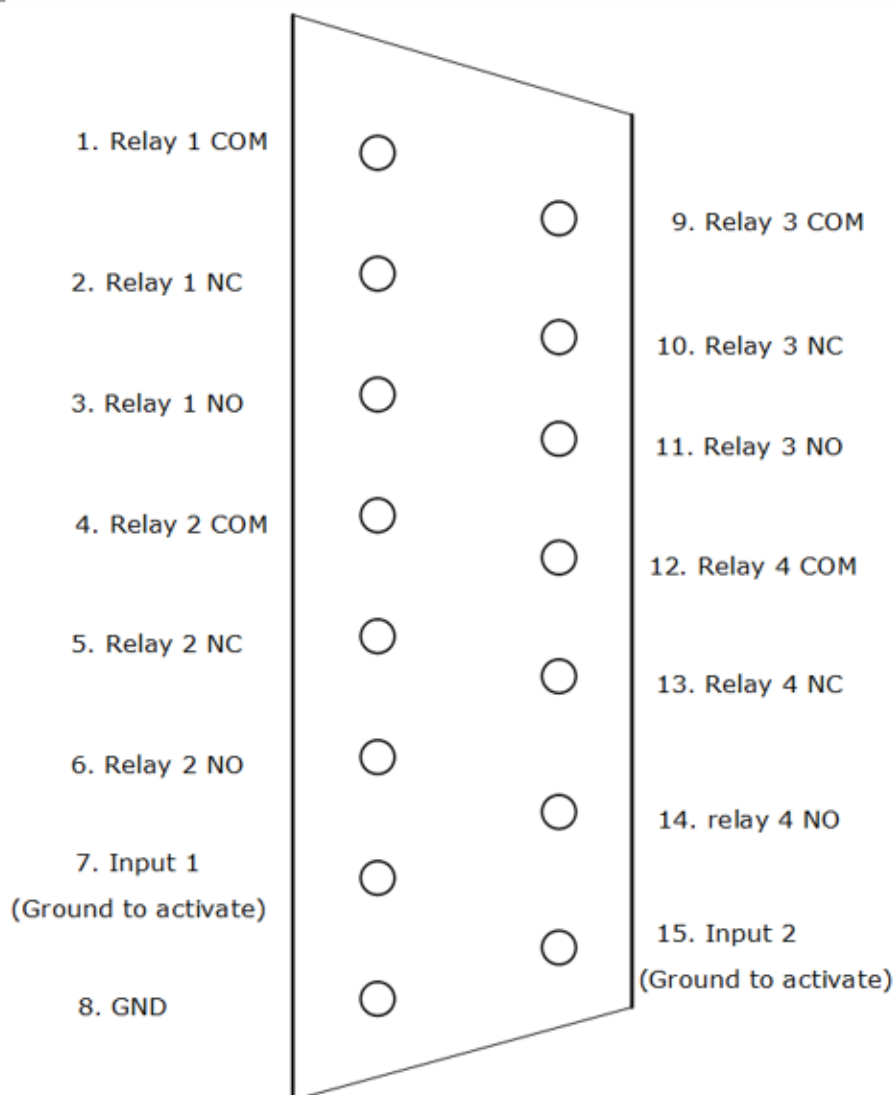 1. Relay 1 COM
2. Relay 1 NC
3. Relay 1 NO
4. Relay 2 COM
5. Relay 2 NC
6. Relay 2 NO
7. Input 1
(Ground to activate)
8. GND
9. Relay 3 COM
10. Relay 3 NC
11. Relay 3 NO
12. Relay 4 COM
13. Relay 4 NC
14. relay 4 NO
15. Input 2
(Ground to activate)